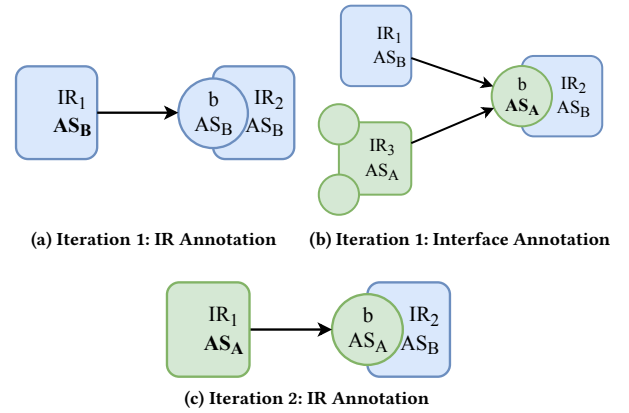 IR1
ASB
b
ASB
IR2
ASB
(a) Iteration 1: IR Annotation
IR1
ASB
IR3
ASA
b
ASA
IR2
ASB
(b) Iteration 1: Interface Annotation
IR1
ASA
b
ASA
IR2
ASB
(c) Iteration 2: IR Annotation